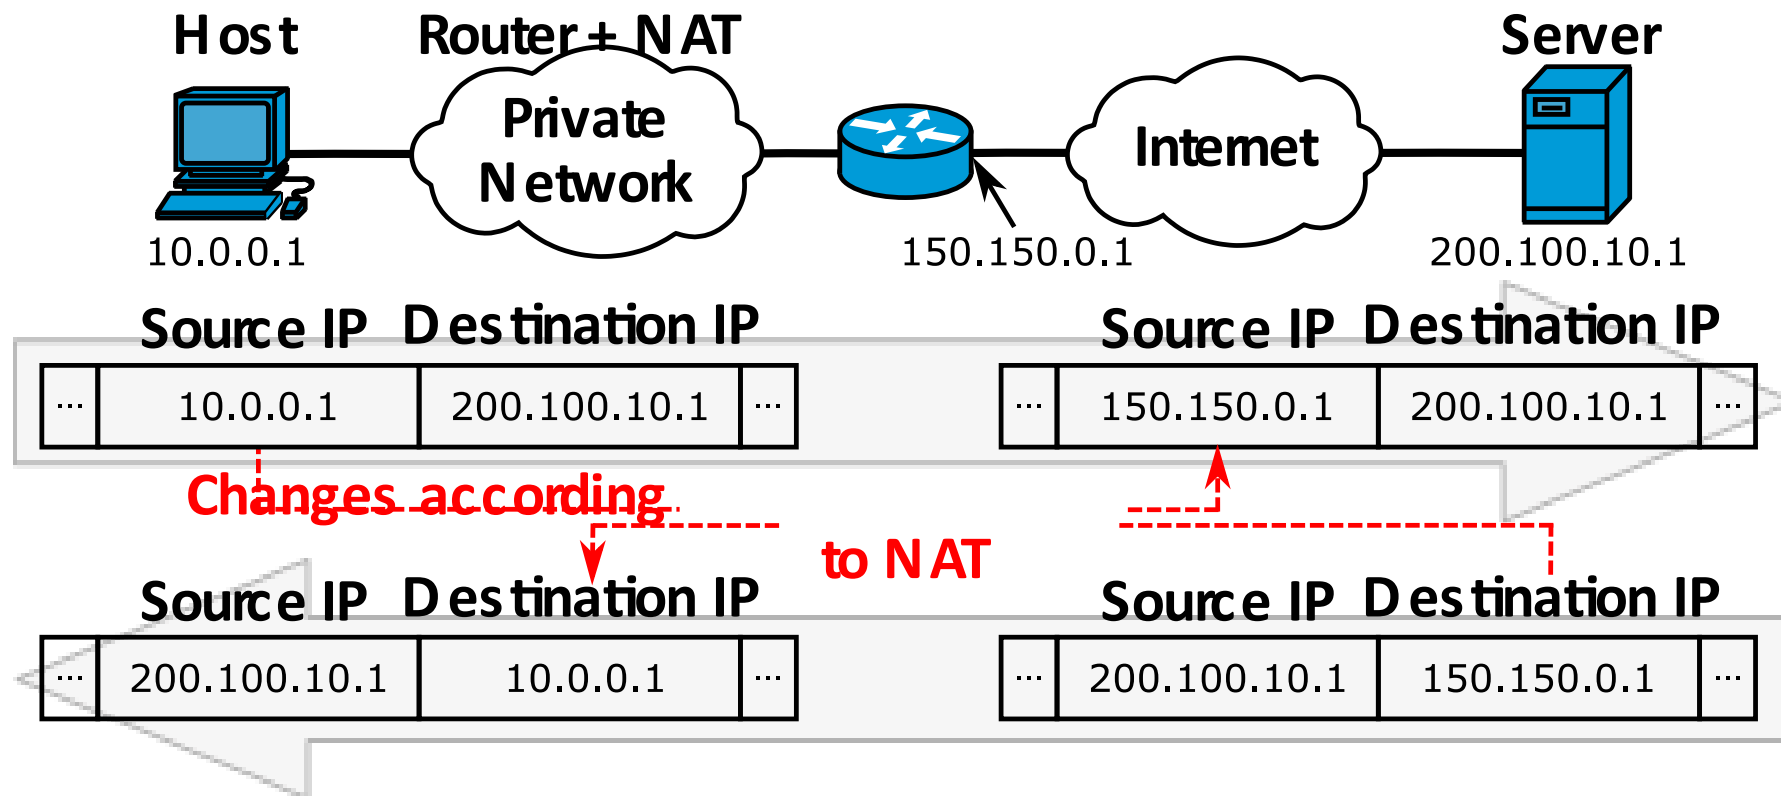 Host Router + NAT Server
Private
Network
Internet
10.0.0.1 150.150.0.1 200.100.10.1
Source IP Destination IP Source IP Destination IP
... 10.0.0.1 200.100.10.1 ... ... 150.150.0.1 200.100.10.1 ...
Changes according
to NAT
Source IP Destination IP Source IP Destination IP
... 200.100.10.1 10.0.0.1 ... ... 200.100.10.1 150.150.0.1 ...